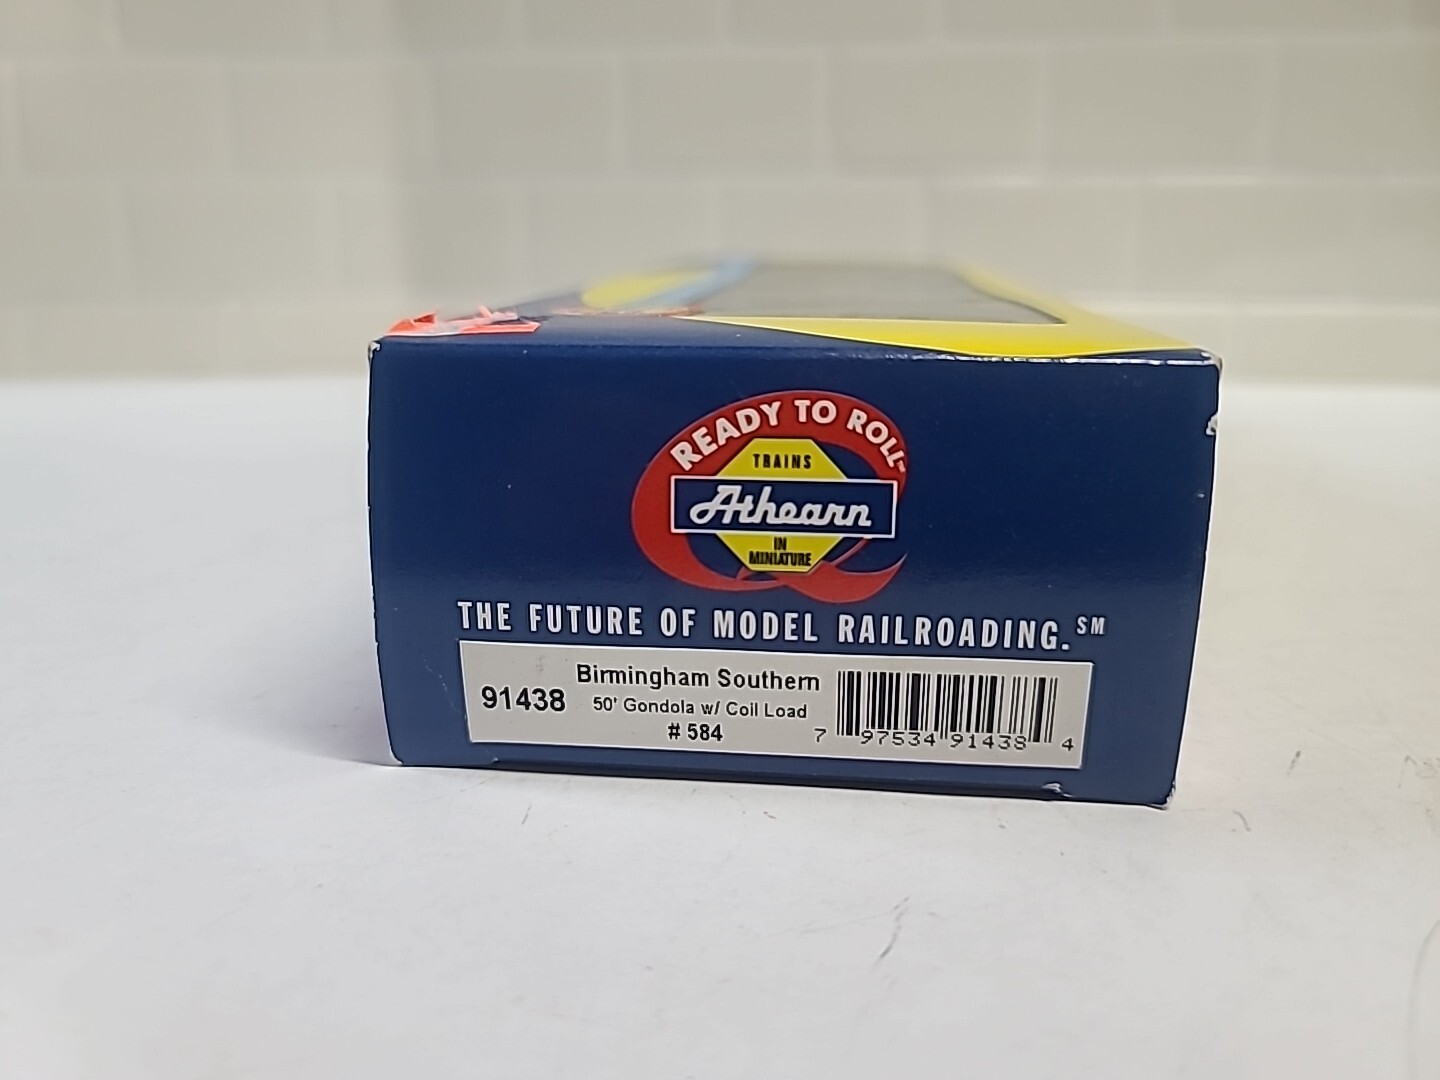 READY TO ROLL™
TRAINS
Athearn
IN
MINIATURE
THE FUTURE OF MODEL RAILROADING.SM
91438
Birmingham Southern
50' Gondola w/ Coil Load
# 584
7 97534 91438 4